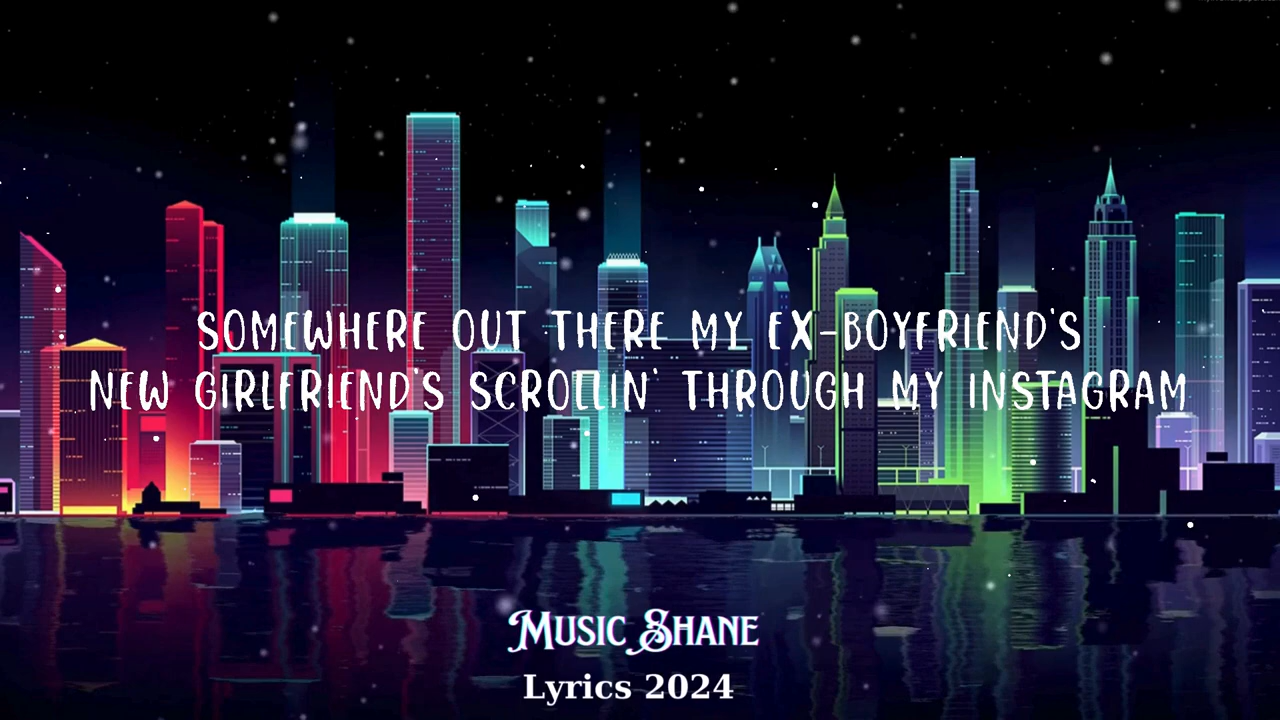 SOMEWHERE OUT THERE MY EX-BOYFRIEND'S
NEW GIRLFRIEND'S SCROLLIN' THROUGH MY INSTAGRAM
MUSIC SHANE
Lyrics 2024